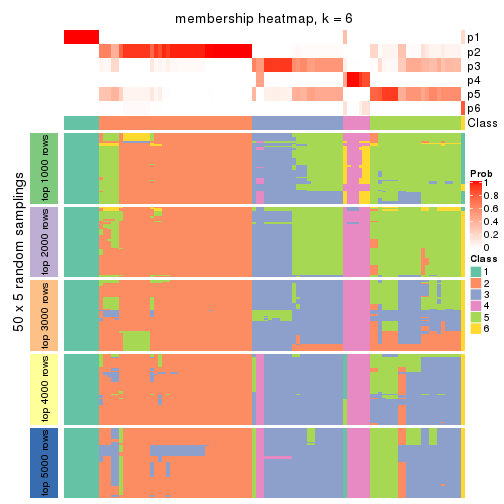 membership heatmap, k = 6
p1
p2
p3
p4
p5
p6
Class
50 x 5 random samplings
top 1000 rows
top 2000 rows
top 3000 rows
top 4000 rows
top 5000 rows
Prob
1
0.8
0.6
0.4
0.2
0
Class
1
2
3
4
5
6